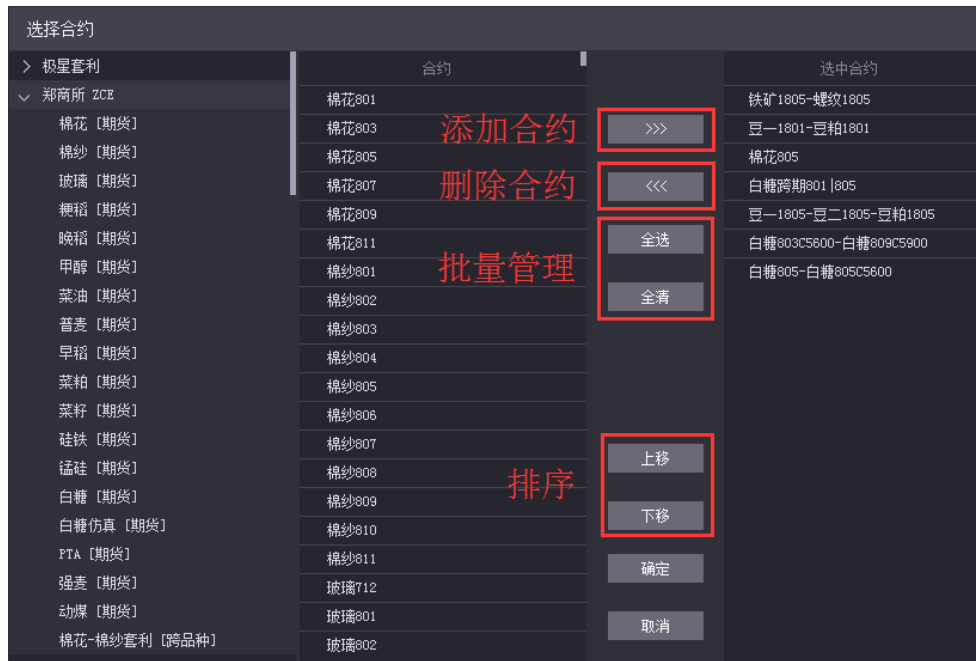 选择合约
极星套利
郑商所 ZCE
棉花 [期货]
棉纱 [期货]
玻璃 [期货]
粳稻 [期货]
晚稻 [期货]
甲醇 [期货]
菜油 [期货]
普麦 [期货]
早稻 [期货]
菜粕 [期货]
菜籽 [期货]
硅铁 [期货]
锰硅 [期货]
白糖 [期货]
白糖仿真 [期货]
PTA [期货]
强麦 [期货]
动煤 [期货]
棉花-棉纱套利 [跨品种]
合约
棉花801
棉花803
棉花805
棉花807
棉花809
棉花811
棉纱801
棉纱802
棉纱803
棉纱804
棉纱805
棉纱806
棉纱807
棉纱808
棉纱809
棉纱810
棉纱811
玻璃712
玻璃801
玻璃802
添加合约
>>>
删除合约
<<<
批量管理
全选
全清
排序
上移
下移
确定
取消
选中合约
铁矿1805-螺纹1805
豆一1801-豆粕1801
棉花805
白糖跨期801|805
豆一1805-豆二1805-豆粕1805
白糖803C5600-白糖809C5900
白糖805-白糖805C5600